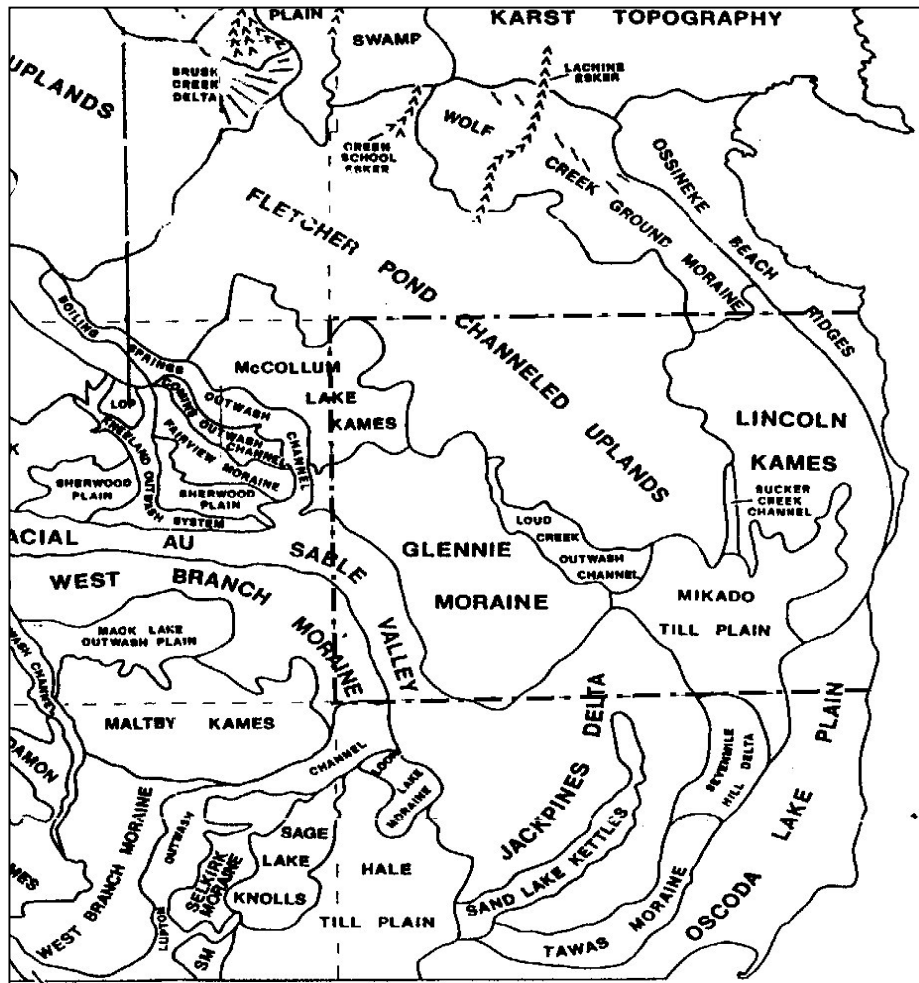 PLAIN
KARST TOPOGRAPHY
SWAMP
UPLANDS
BRUSH
CREEK
DELTA
LACHINE
ESKER
WOLF
CREEK
GROUND
MORAINE
GREEN
SCHOOL
ESKER
OSSINEKE
BEACH
RIDGES
FLETCHER POND
CHANNELED
UPLANDS
BOILING
SPRINGS
OUTWASH
CHANNEL
McCOLLUM
LAKE
KAMES
COMINS OUTWASH
CHANNEL
LOP
KNEELAND OUTWASH
SYSTEM
FAIRVIEW MORAINE
LINCOLN
KAMES
K
SHERWOOD
PLAIN
SHERWOOD
PLAIN
SUCKER
CREEK
CHANNEL
LOUD
CREEK
OUTWASH
CHANNEL
ACIAL AU SABLE
VALLEY
GLENNIE
MORAINE
WEST BRANCH
MORAINE
MIKADO
TILL PLAIN
MACK LAKE
OUTWASH PLAIN
WASH CHANNEL
MALTBY KAMES
DAMON
CHANNEL
LOON
LAKE
MORAINE
JACKPINES DELTA
SEVENMILE
HILL DELTA
OSCODA LAKE PLAIN
WEST BRANCH MORAINE
OUTWASH
LUPTON
SELKIRK
MORAINE
SAGE
LAKE
KNOLLS
HALE
TILL PLAIN
SAND LAKE KETTLES
TAWAS MORAINE
MES
SM